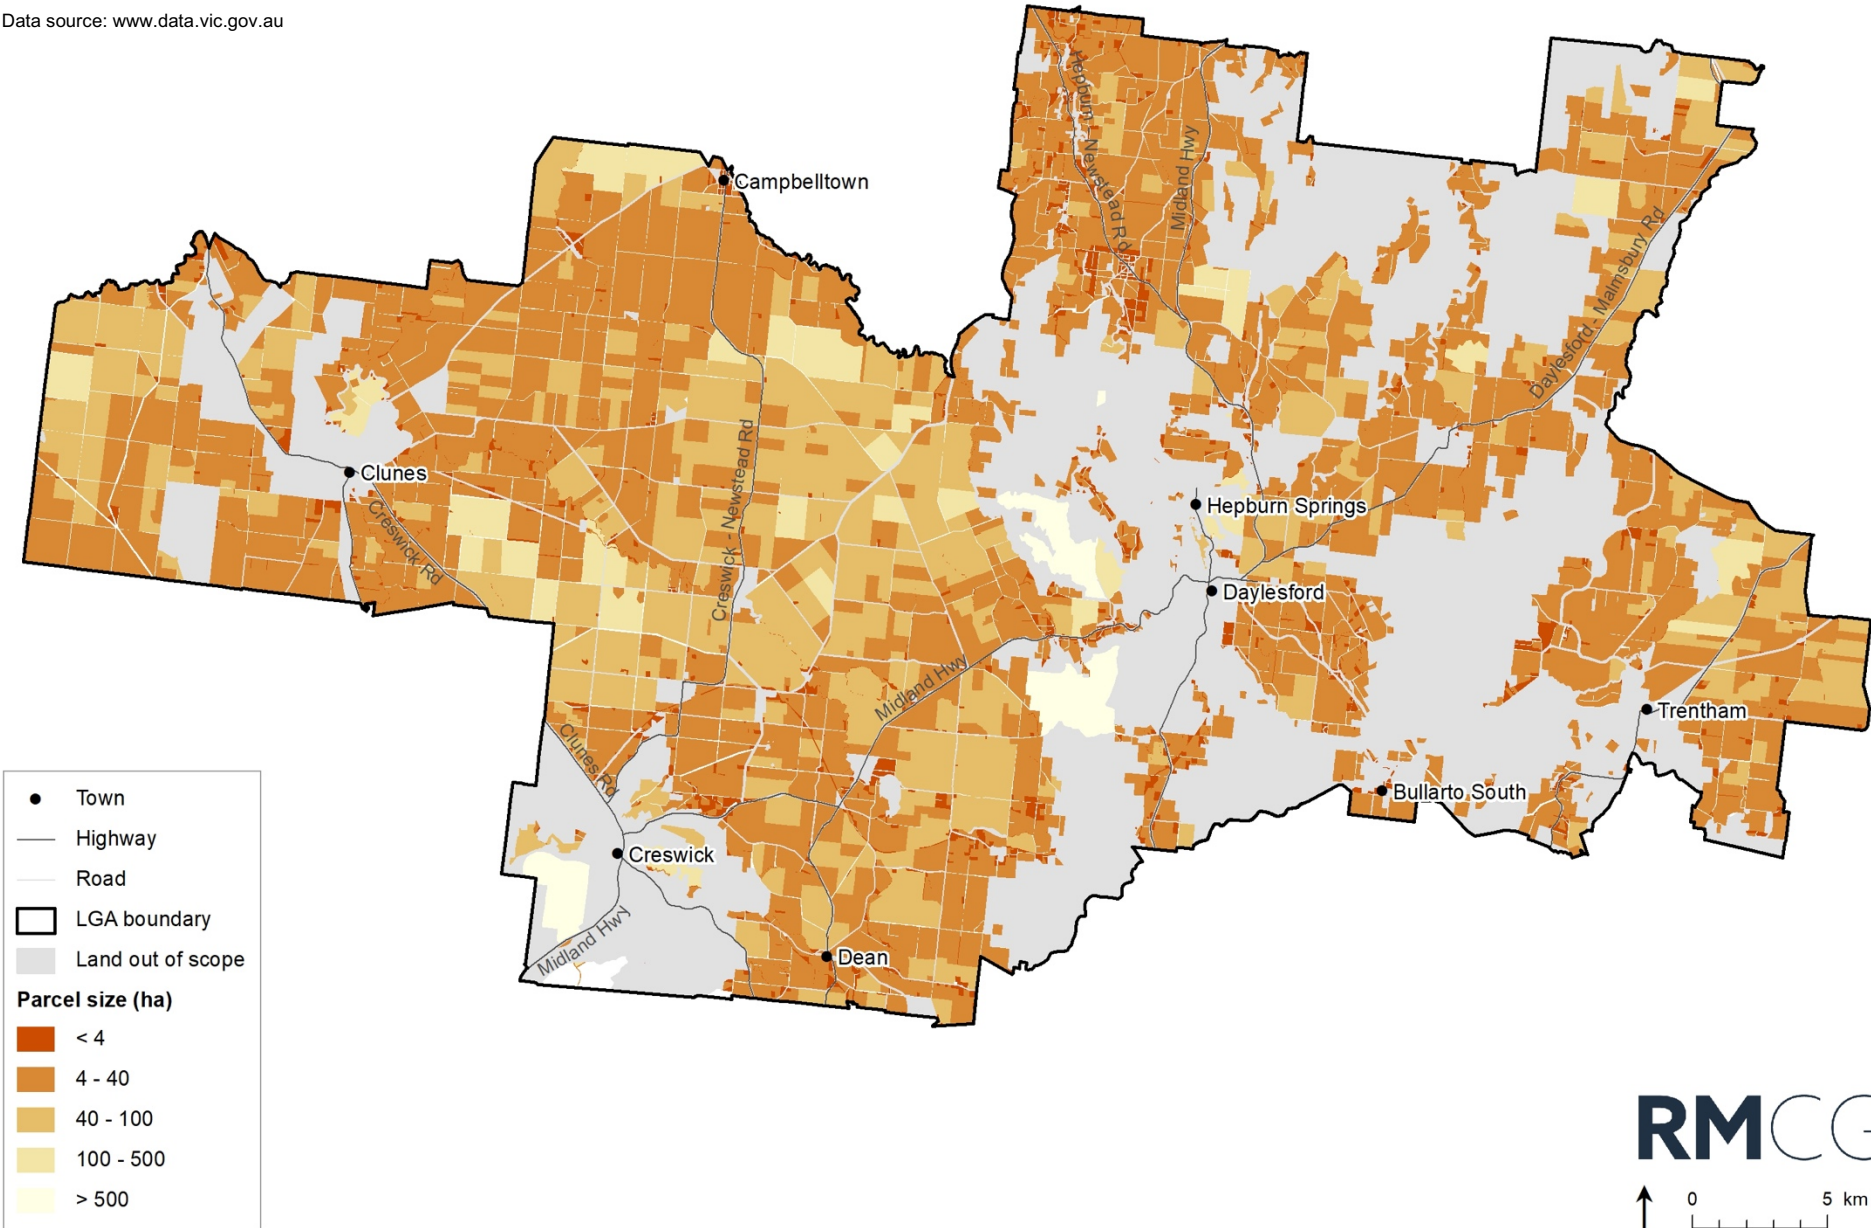 Data source: www.data.vic.gov.au
Hepburn - Newstead Rd
Midland Hwy
Campbelltown
Daylesford - Malmsbury Rd
Clunes
Creswick Rd
Creswick - Newstead Rd
Hepburn Springs
Daylesford
Midland Hwy
Trentham
Clunes Rd
Bullarto South
Creswick
Midland Hwy
Dean
Town
Highway
Road
LGA boundary
Land out of scope
Parcel size (ha)
< 4
4 - 40
40 - 100
100 - 500
> 500
RMCG
0 5 km